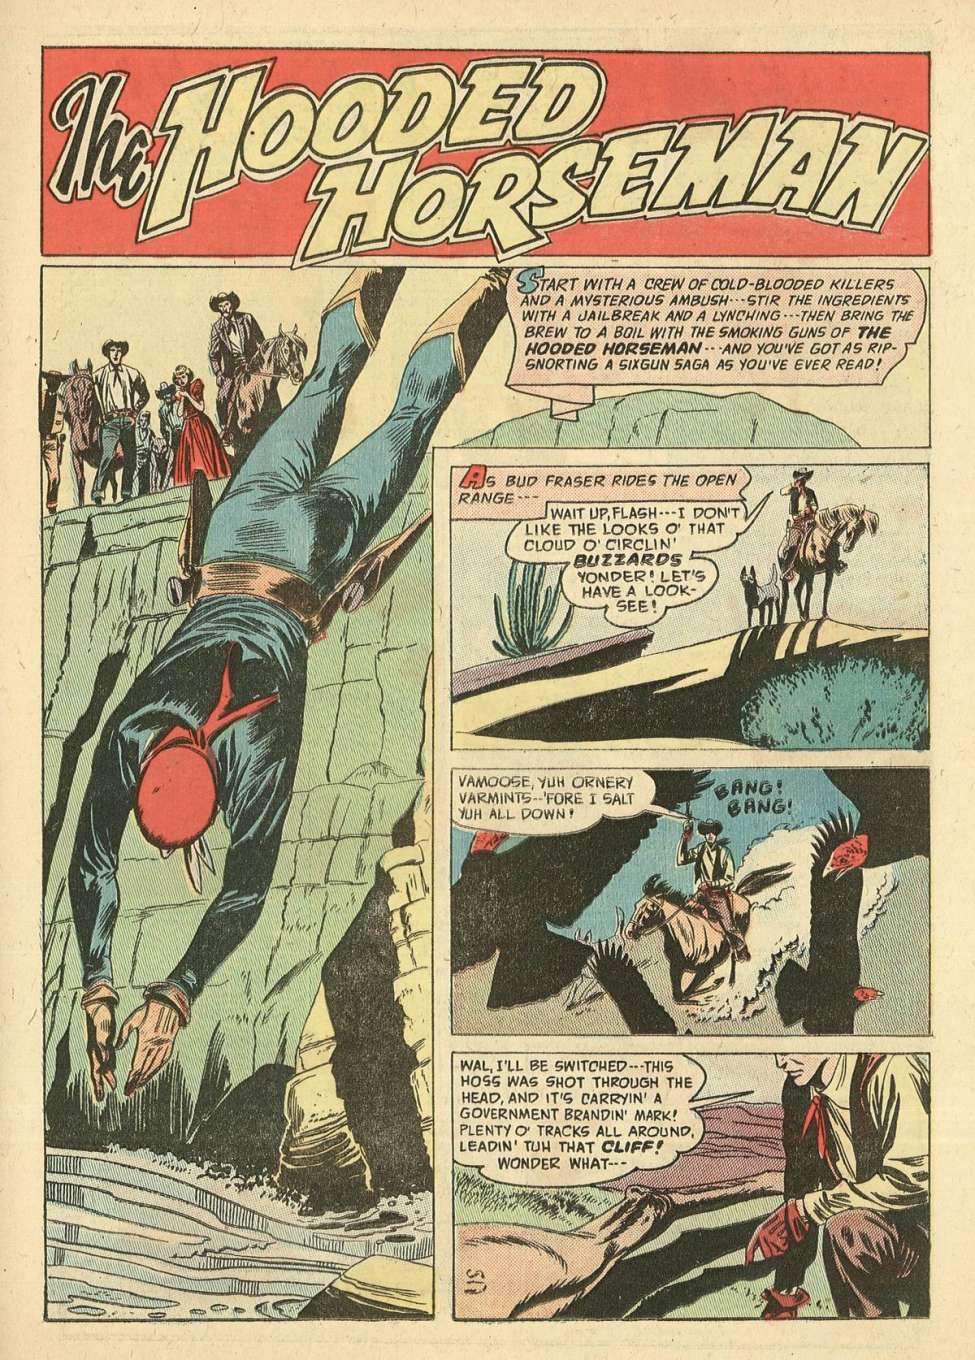 The HOODED
HORSEMAN
START WITH A CREW OF COLD-BLOODED KILLERS
AND A MYSTERIOUS AMBUSH---STIR THE INGREDIENTS
WITH A JAILBREAK AND A LYNCHING---THEN BRING THE
BREW TO A BOIL WITH THE SMOKING GUNS OF THE
HOODED HORSEMAN---AND YOU'VE GOT AS RIP-
SNORTING A SIXGUN SAGA AS YOU'VE EVER READ!
AS BUD FRASER RIDES THE OPEN
RANGE---
WAIT UP, FLASH---I DON'T
LIKE THE LOOKS O' THAT
CLOUD O' CIRCLIN'
BUZZARDS
YONDER! LET'S
HAVE A LOOK-
SEE!
VAMOOSE, YUH ORNERY
VARMINTS--'FORE I SALT
YUH ALL DOWN!
BANG!
BANG!
WAL, I'LL BE SWITCHED---THIS
HOSS WAS SHOT THROUGH THE
HEAD, AND IT'S CARRYIN' A
GOVERNMENT BRANDIN' MARK!
PLENTY O' TRACKS ALL AROUND,
LEADIN' TUH THAT CLIFF!
WONDER WHAT---
US